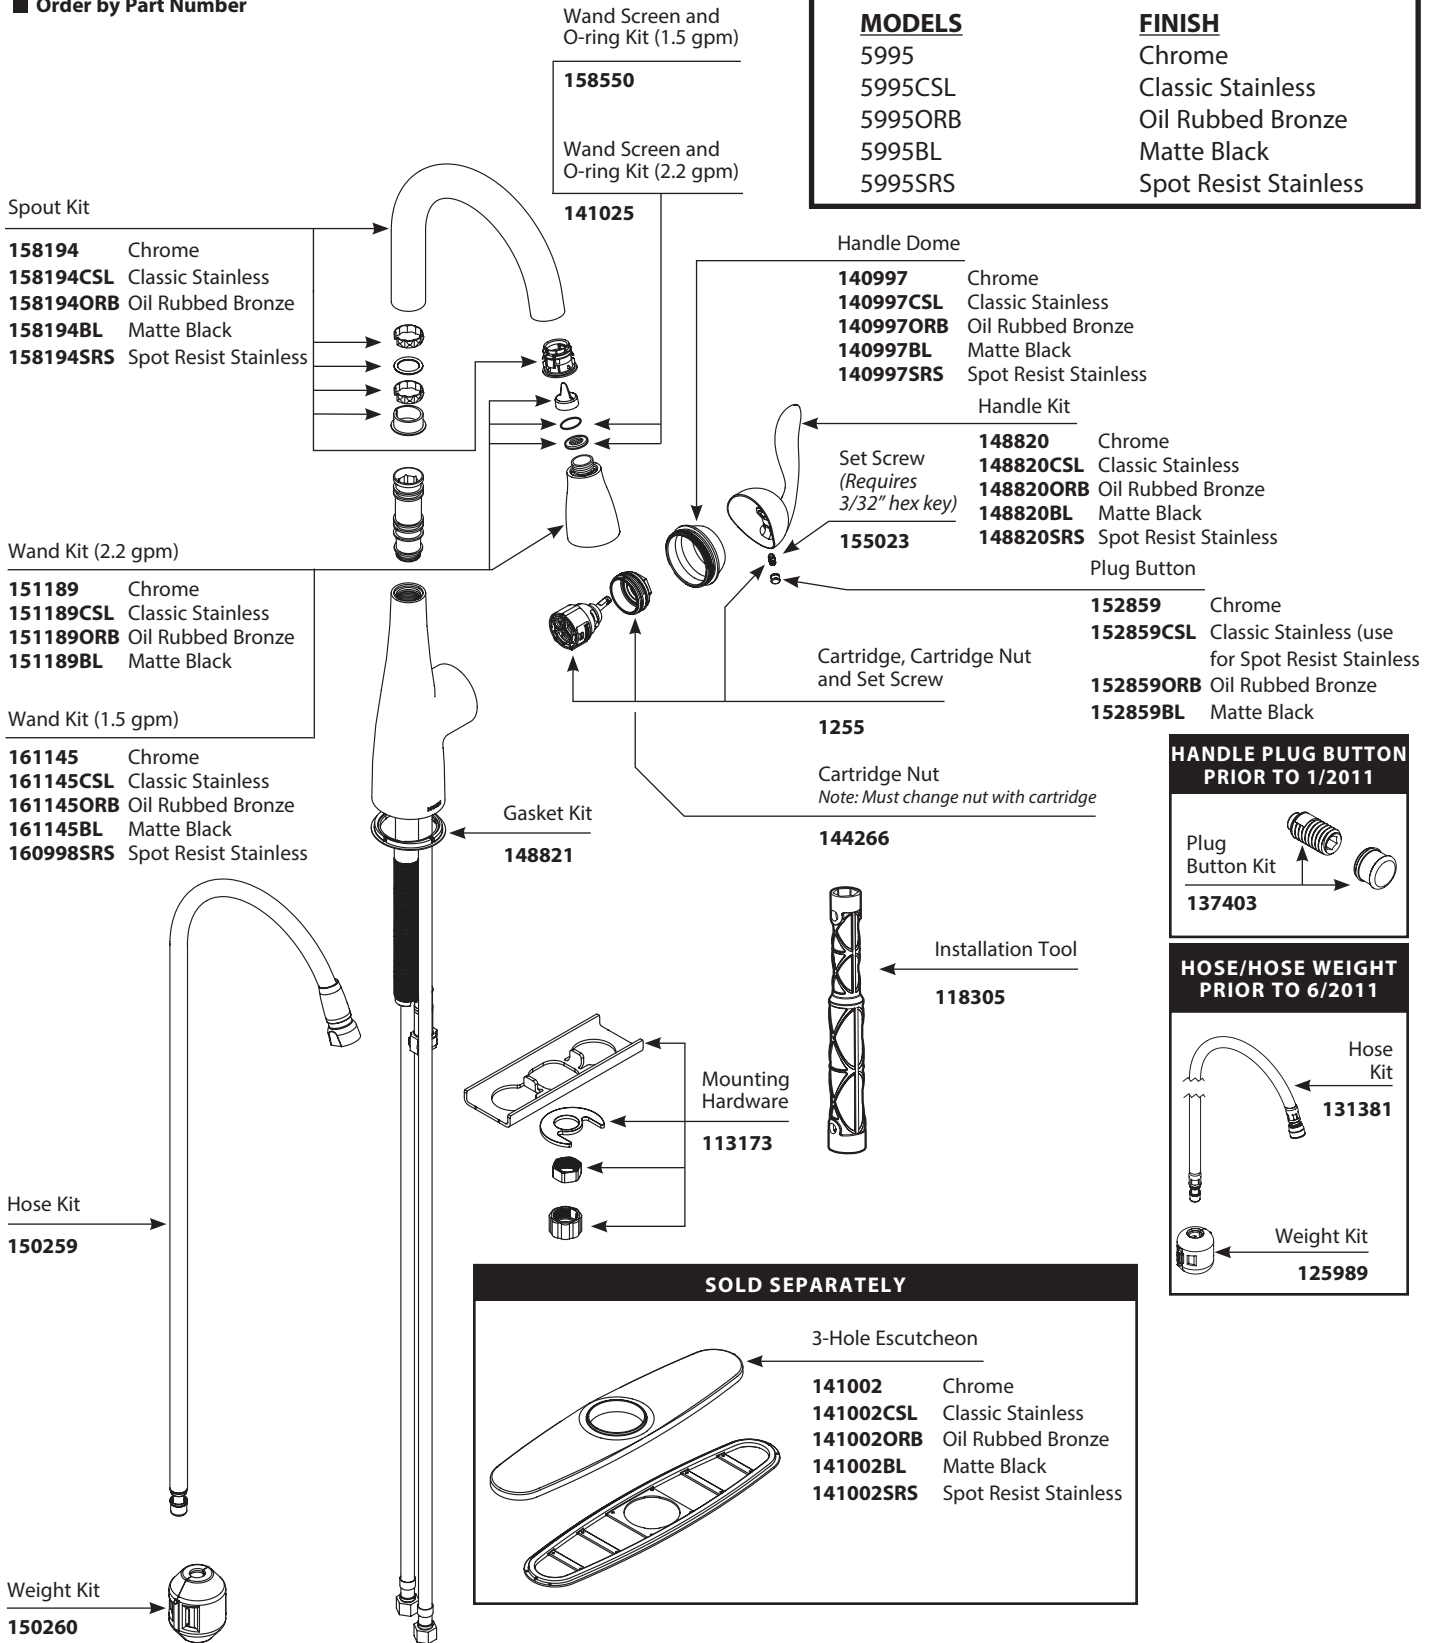 ■ Order by Part Number
MODELS FINISH
5995 Chrome
5995CSL Classic Stainless
5995ORB Oil Rubbed Bronze
5995BL Matte Black
5995SRS Spot Resist Stainless
Wand Screen and
O-ring Kit (1.5 gpm)
158550
Wand Screen and
O-ring Kit (2.2 gpm)
141025
Spout Kit
158194 Chrome
158194CSL Classic Stainless
158194ORB Oil Rubbed Bronze
158194BL Matte Black
158194SRS Spot Resist Stainless
Handle Dome
140997 Chrome
140997CSL Classic Stainless
140997ORB Oil Rubbed Bronze
140997BL Matte Black
140997SRS Spot Resist Stainless
Handle Kit
148820 Chrome
148820CSL Classic Stainless
148820ORB Oil Rubbed Bronze
148820BL Matte Black
148820SRS Spot Resist Stainless
Set Screw
(Requires
3/32” hex key)
155023
Plug Button
152859 Chrome
152859CSL Classic Stainless (use
for Spot Resist Stainless
152859ORB Oil Rubbed Bronze
152859BL Matte Black
Wand Kit (2.2 gpm)
151189 Chrome
151189CSL Classic Stainless
151189ORB Oil Rubbed Bronze
151189BL Matte Black
Wand Kit (1.5 gpm)
161145 Chrome
161145CSL Classic Stainless
161145ORB Oil Rubbed Bronze
161145BL Matte Black
160998SRS Spot Resist Stainless
Cartridge, Cartridge Nut
and Set Screw
1255
Cartridge Nut
Note: Must change nut with cartridge
144266
Gasket Kit
148821
HANDLE PLUG BUTTON
PRIOR TO 1/2011
Plug
Button Kit
137403
Installation Tool
118305
HOSE/HOSE WEIGHT
PRIOR TO 6/2011
Hose
Kit
131381
Weight Kit
125989
Mounting
Hardware
113173
Hose Kit
150259
SOLD SEPARATELY
3-Hole Escutcheon
141002 Chrome
141002CSL Classic Stainless
141002ORB Oil Rubbed Bronze
141002BL Matte Black
141002SRS Spot Resist Stainless
Weight Kit
150260